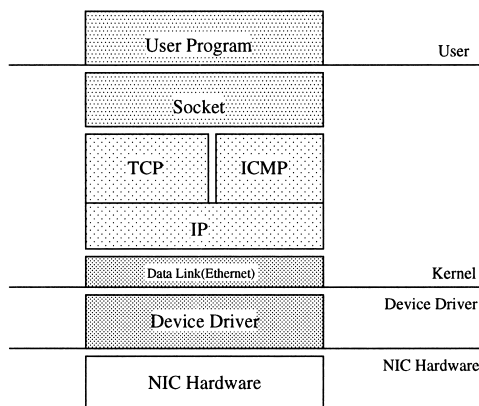 User Program
User
Socket
TCP
ICMP
IP
Data Link(Ethernet)
Kernel
Device Driver
Device Driver
NIC Hardware
NIC Hardware